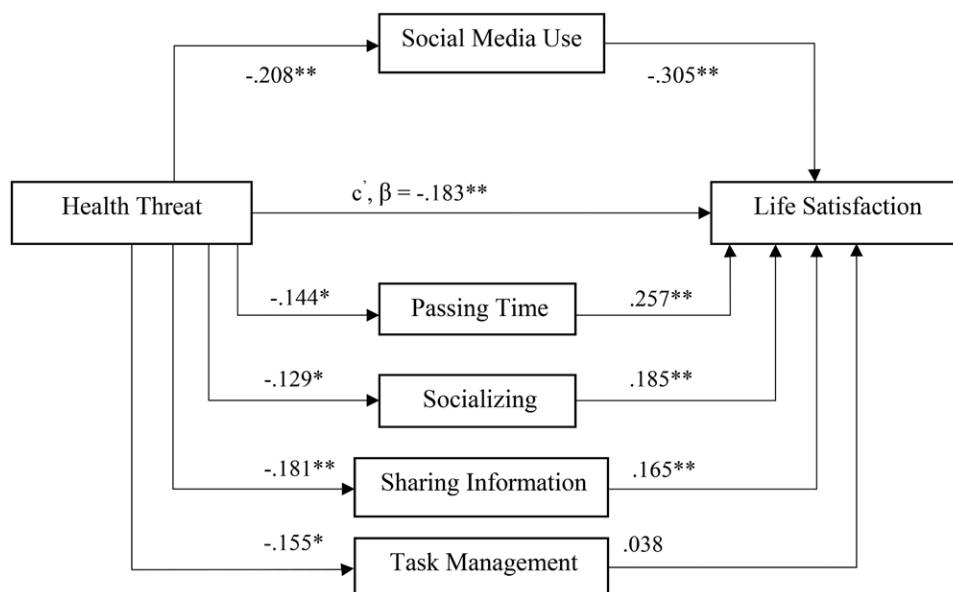 Social Media Use
-.208**
-.305**
c', β = -.183**
Health Threat
Life Satisfaction
-.144*
Passing Time
.257**
-.129*
Socializing
.185**
-.181**
Sharing Information
.165**
-.155*
Task Management
.038